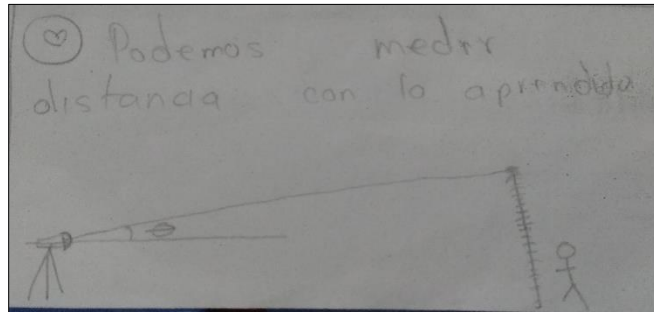 Podemos medir
distancia con lo aprendido
θ